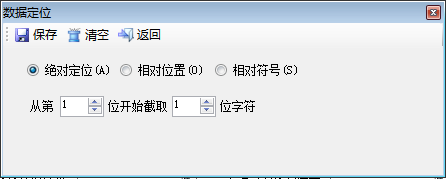 数据定位
保存 清空 返回
绝对定位(A) 相对位置(O) 相对符号(S)
从第 1 位开始截取 1 位字符